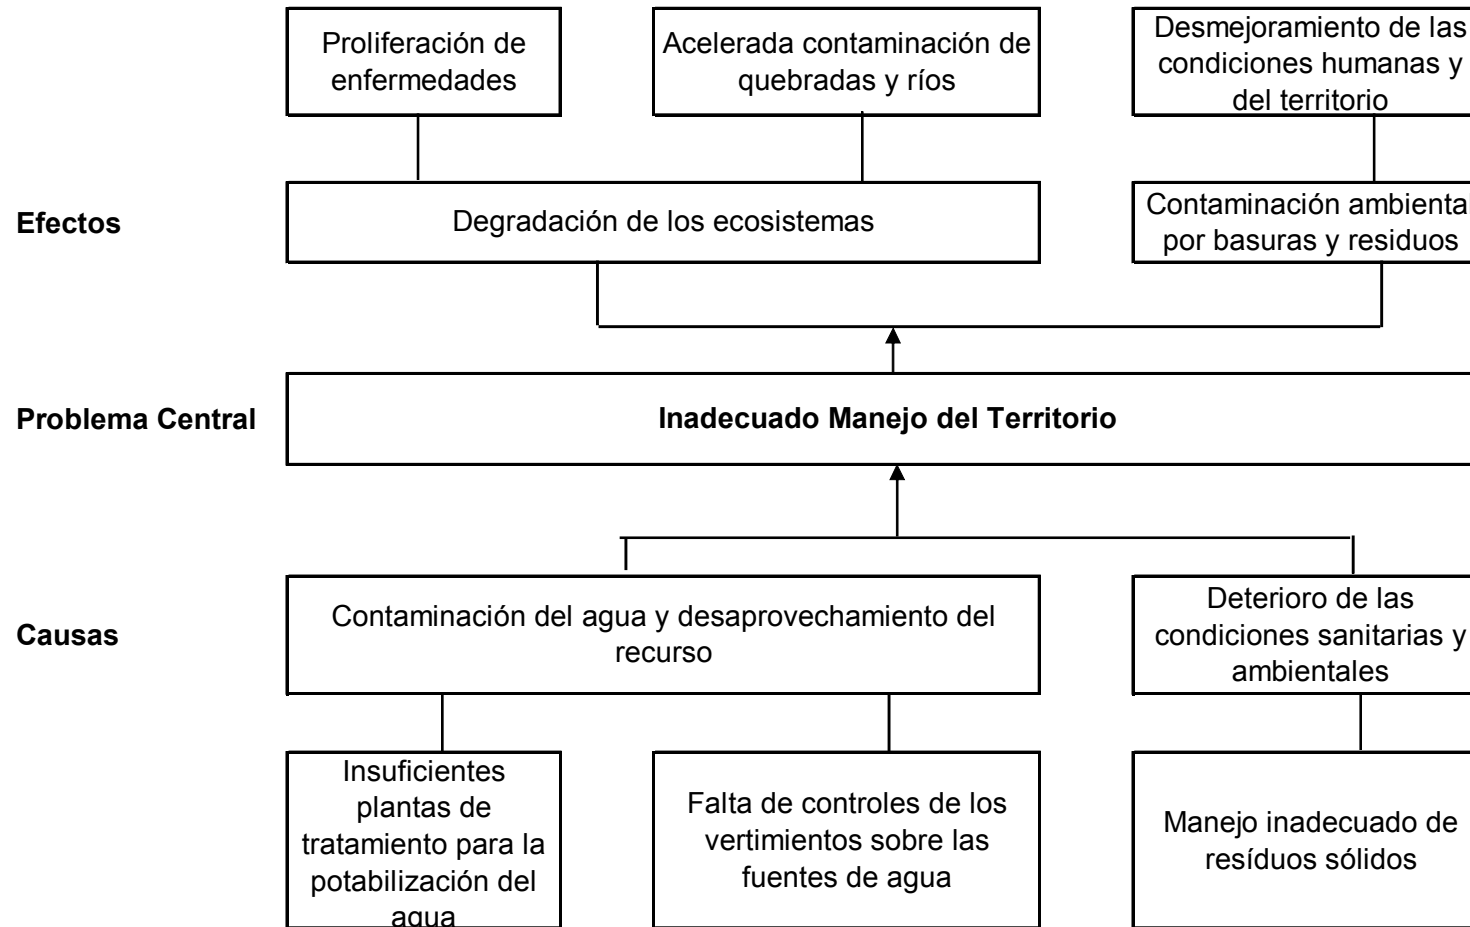 Proliferación de
enfermedades
Acelerada contaminación de
quebradas y ríos
Desmejoramiento de las
condiciones humanas y
del territorio
Efectos
Degradación de los ecosistemas
Contaminación ambienta
por basuras y residuos
Problema Central
Inadecuado Manejo del Territorio
Causas
Contaminación del agua y desaprovechamiento del
recurso
Deterioro de las
condiciones sanitarias y
ambientales
Insuficientes
plantas de
tratamiento para la
potabilización del
agua
Falta de controles de los
vertimientos sobre las
fuentes de agua
Manejo inadecuado de
resíduos sólidos